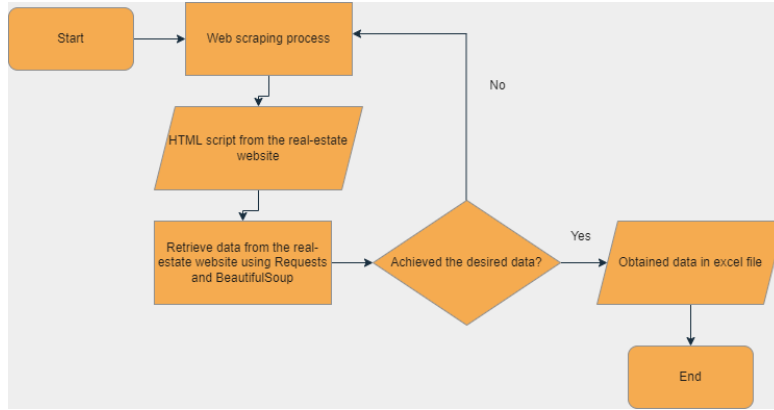 Start
Web scraping process
No
HTML script from the real-estate
website
Retrieve data from the real-
estate website using Requests
and BeautifulSoup
Achieved the desired data?
Yes
Obtained data in excel file
End